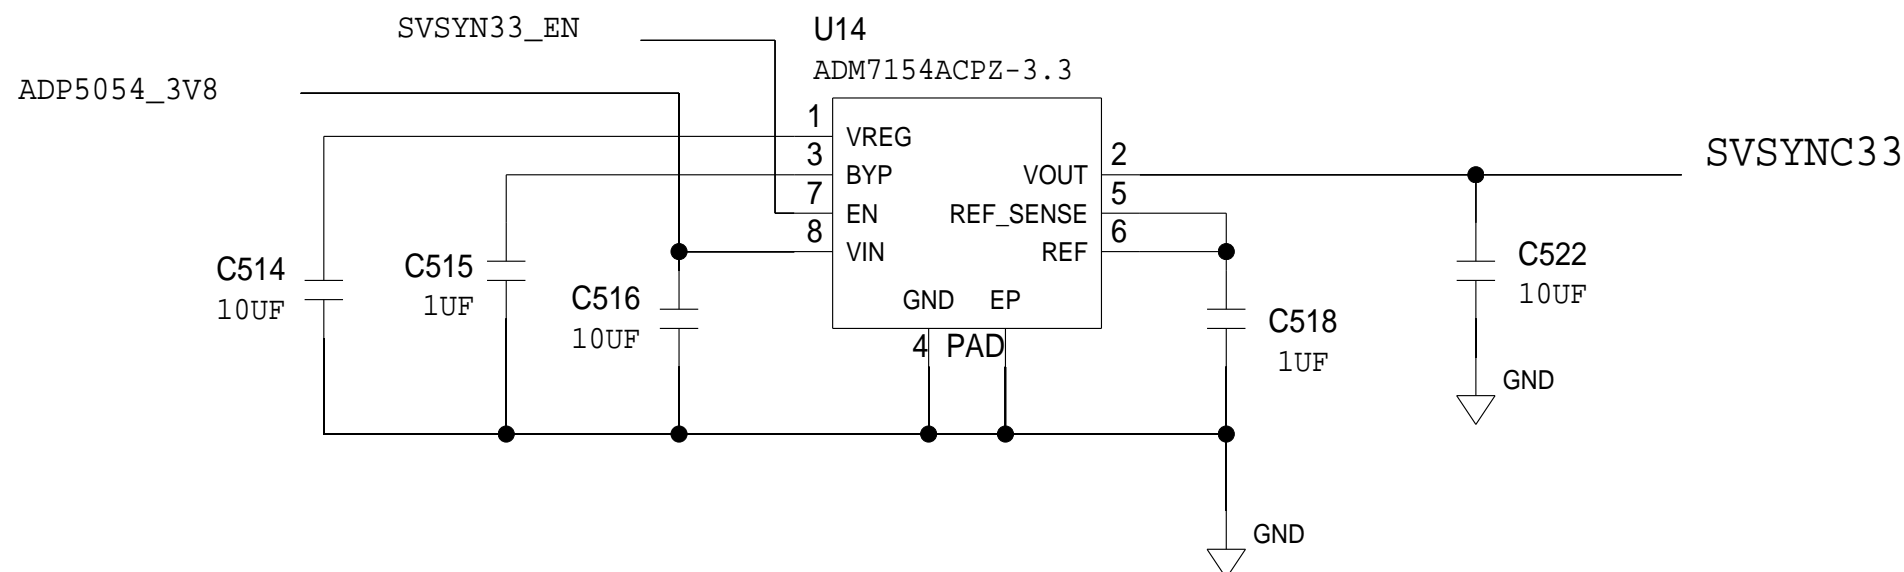 SVSYN33_EN
U14
ADM7154ACPZ-3.3
ADP5054_3V8
1
VREG
3
BYP
VOUT
2
SVSYNC33
7
EN
REF_SENSE
5
8
VIN
REF
6
C514
10UF
C515
1UF
C516
10UF
GND EP
4 PAD
C518
1UF
C522
10UF
GND
GND